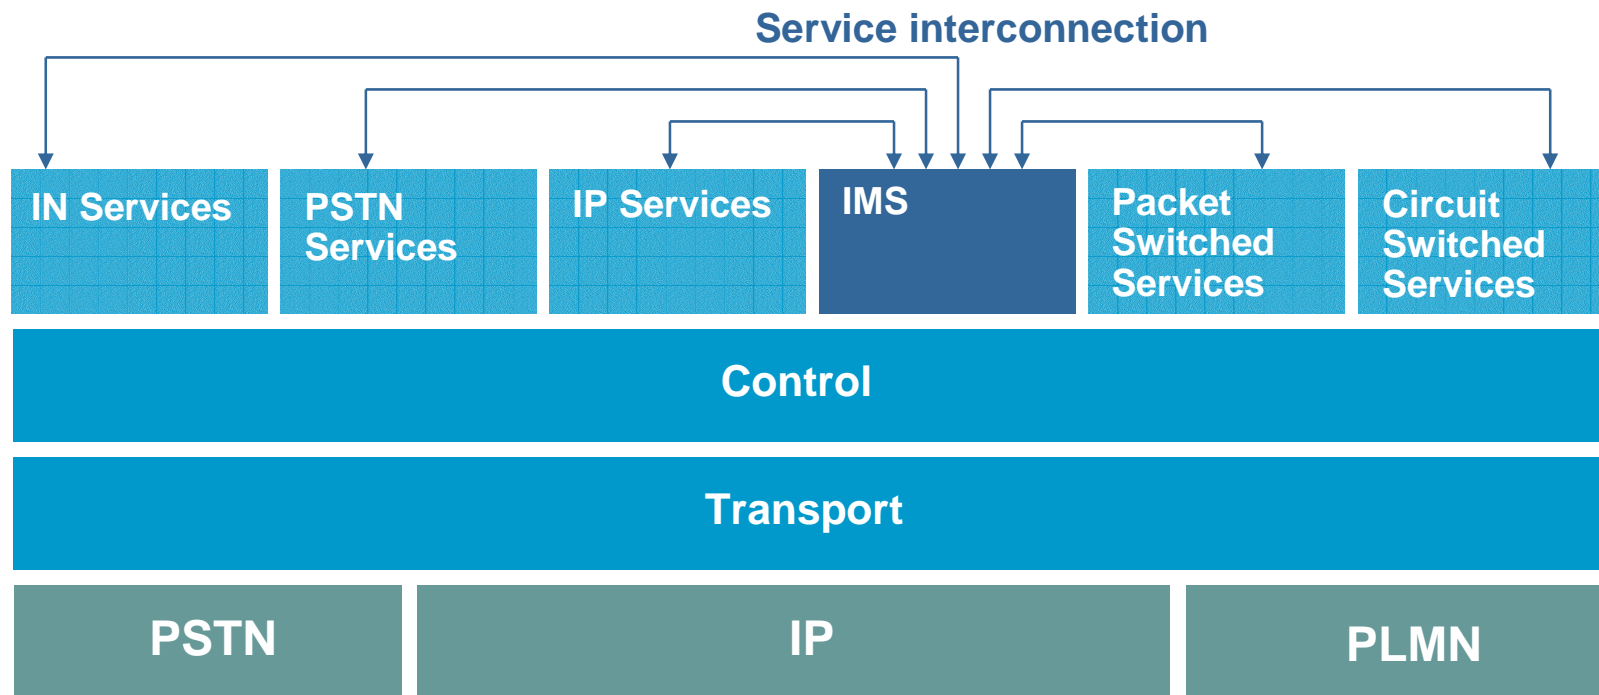 Service interconnection
IN Services
PSTN
Services
IP Services
IMS
Packet
Switched
Services
Circuit
Switched
Services
Control
Transport
PSTN
IP
PLMN